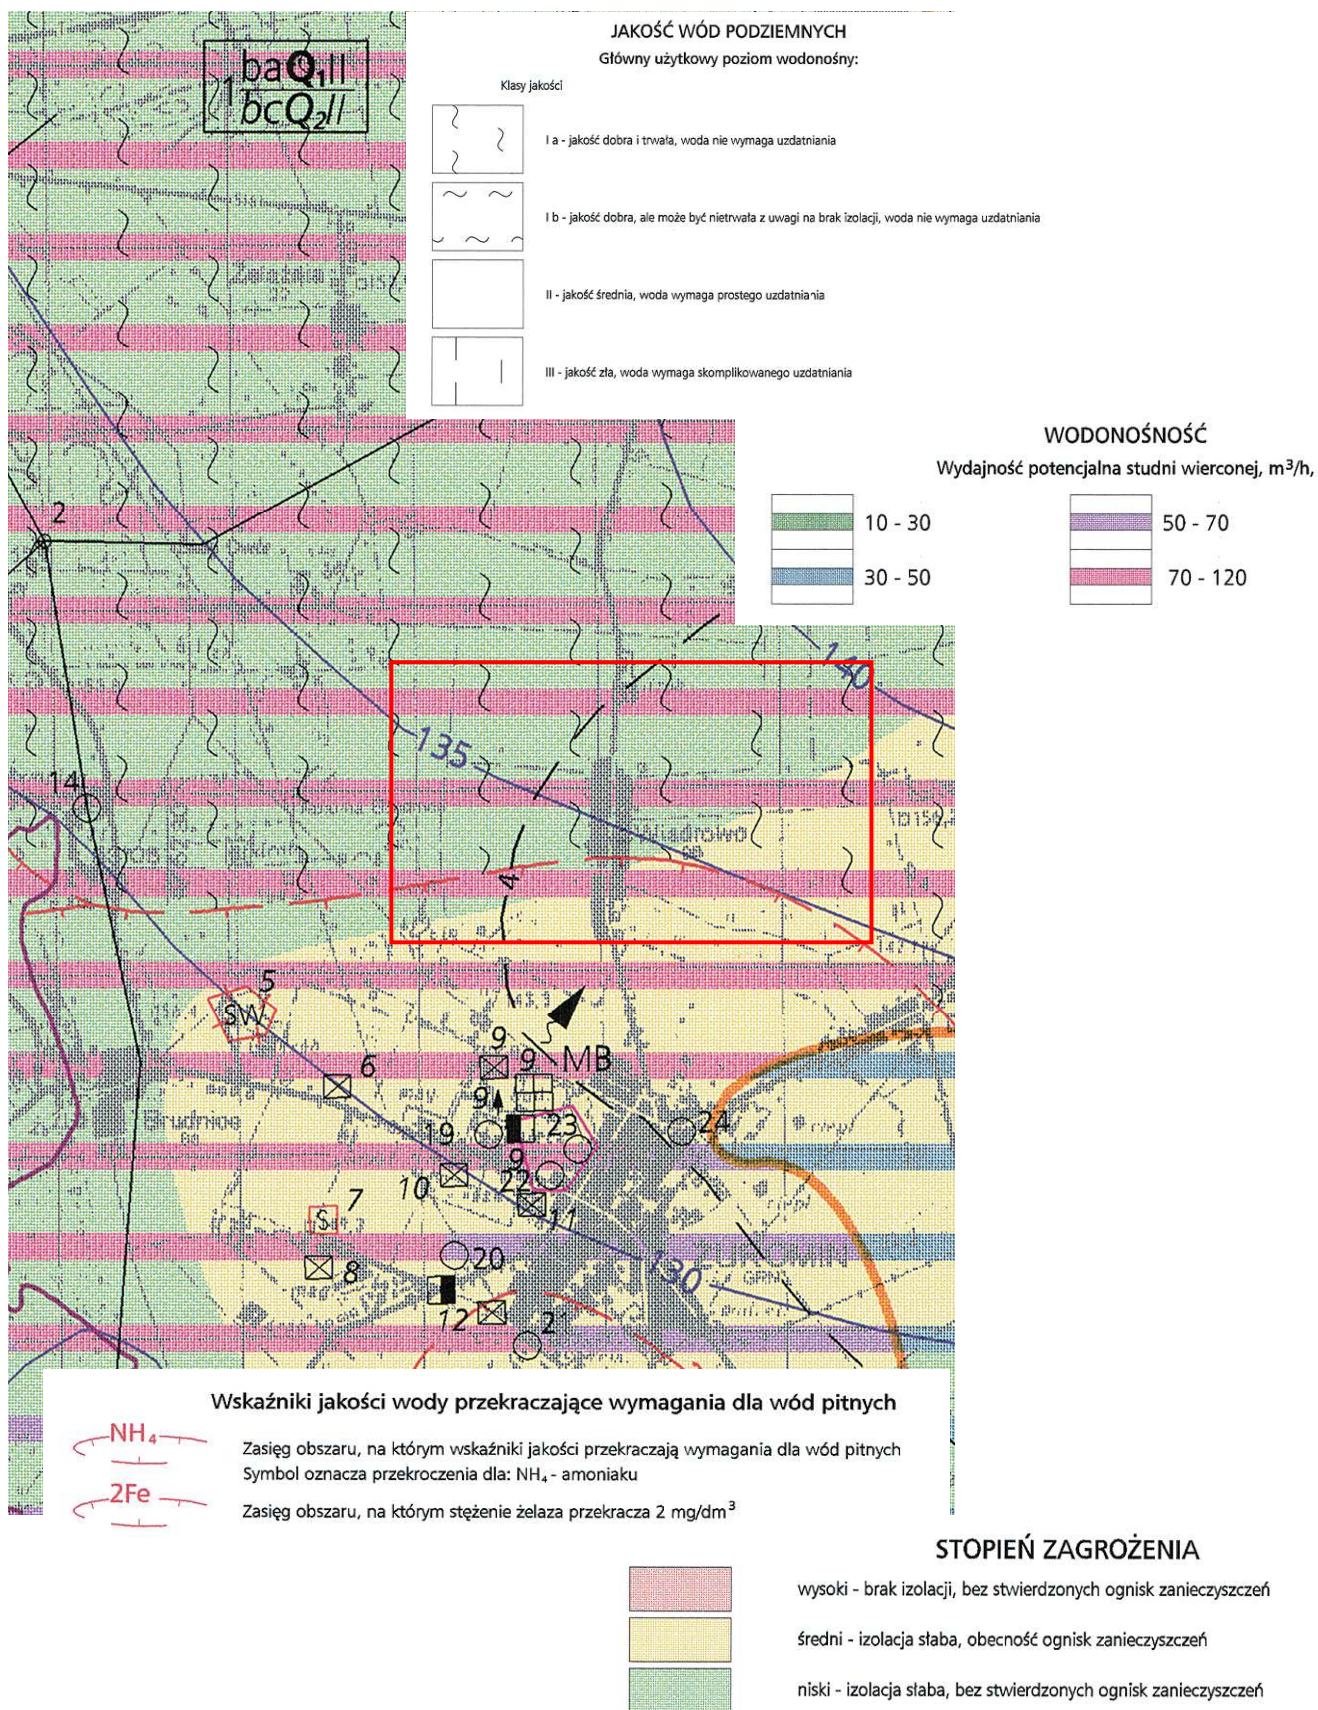 JAKOŚĆ WÓD PODZIEMNYCH
Główny użytkowy poziom wodonośny:
Klasy jakości
I a - jakość dobra i trwała, woda nie wymaga uzdatniania
I b - jakość dobra, ale może być nietrwała z uwagi na brak izolacji, woda nie wymaga uzdatniania
II - jakość średnia, woda wymaga prostego uzdatniania
III - jakość zła, woda wymaga skomplikowanego uzdatniania
1 baQ₁II
bcQ₂II
WODONOŚNOŚĆ
Wydajność potencjalna studni wierconej, m³/h,
10 - 30
50 - 70
30 - 50
70 - 120
2
140
135
14
4
5
SW
9
9
MB
6
9
19
23
24
9
10
22
7
11
S
8
20
ŻUROMIN
130
12
2
Wskaźniki jakości wody przekraczające wymagania dla wód pitnych
NH₄
Zasięg obszaru, na którym wskaźniki jakości przekraczają wymagania dla wód pitnych
Symbol oznacza przekroczenia dla: NH₄ - amoniaku
2Fe
Zasięg obszaru, na którym stężenie żelaza przekracza 2 mg/dm³
STOPIEŃ ZAGROŻENIA
wysoki - brak izolacji, bez stwierdzonych ognisk zanieczyszczeń
średni - izolacja słaba, obecność ognisk zanieczyszczeń
niski - izolacja słaba, bez stwierdzonych ognisk zanieczyszczeń